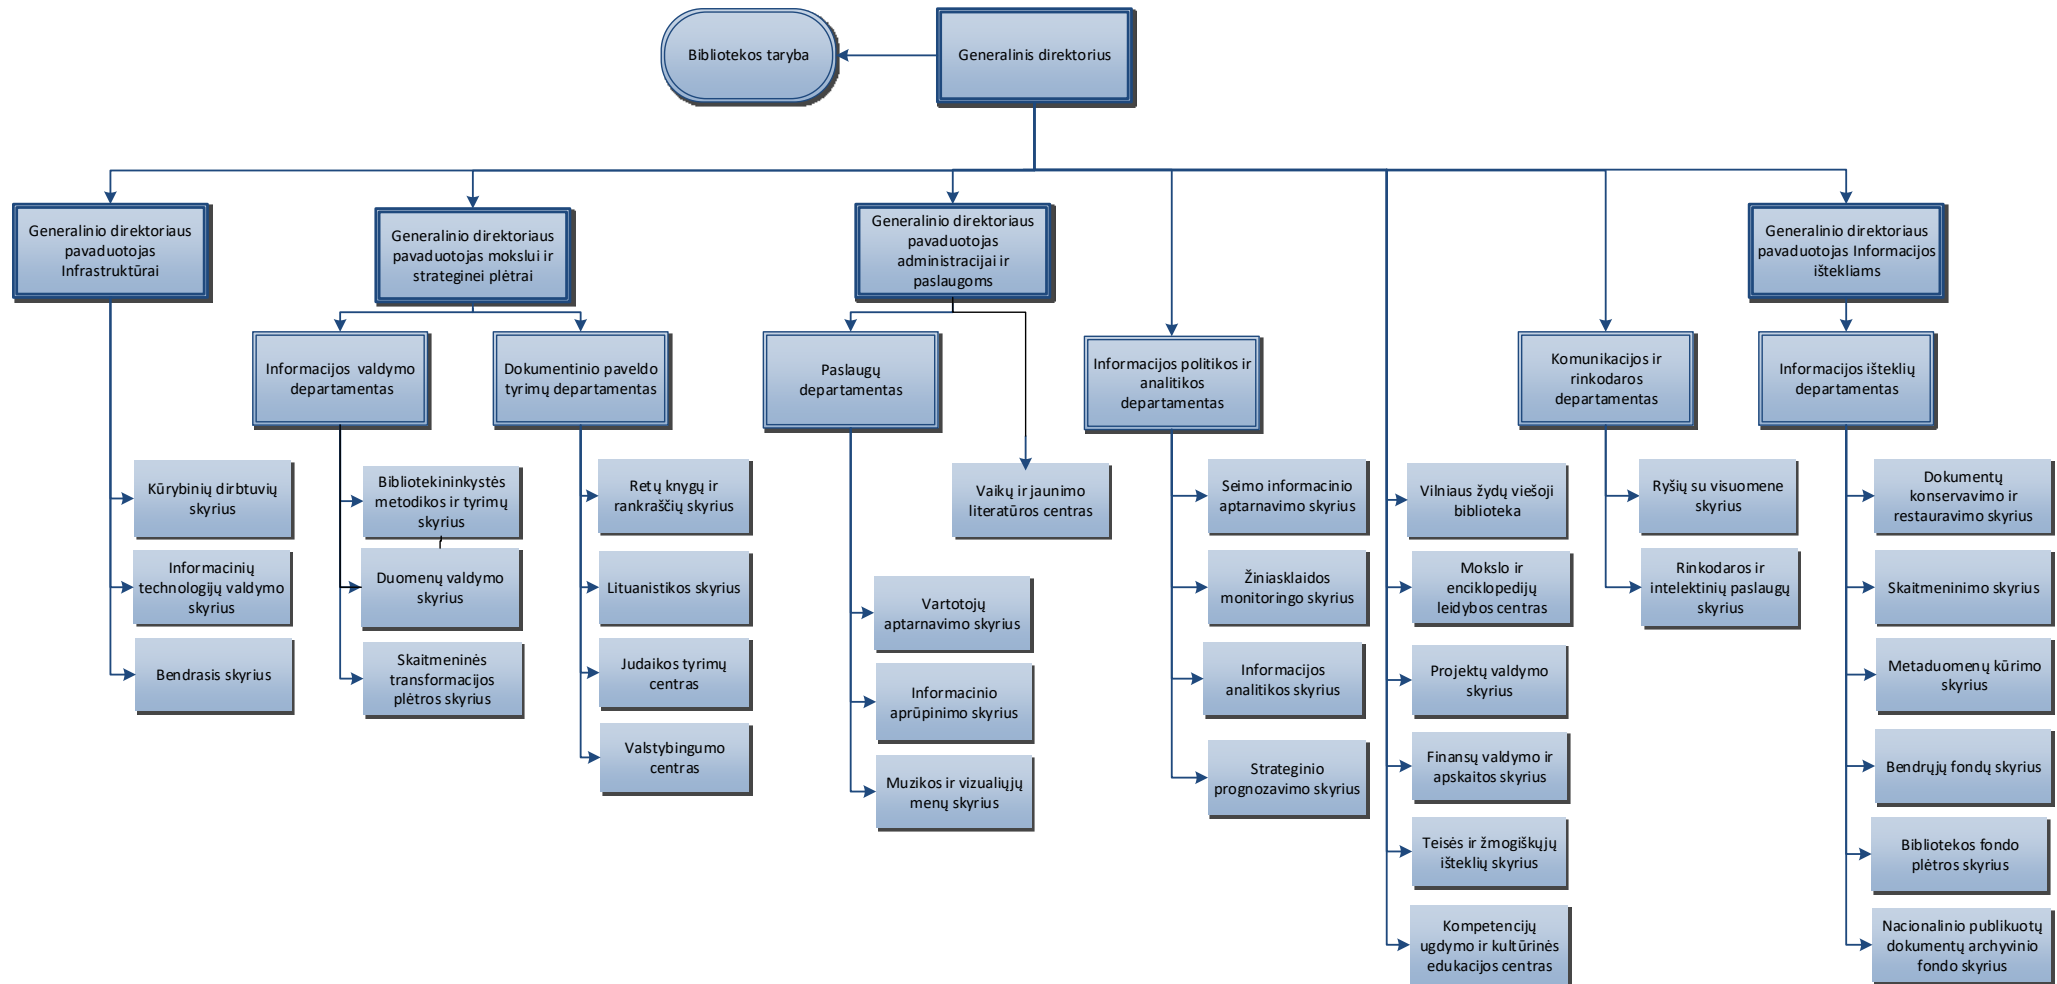 Bibliotekos taryba
Generalinis direktorius
Generalinio direktoriaus
pavaduotojas
Infrastruktūrai
Generalinio direktoriaus
pavaduotojas mokslui ir
strateginei plėtrai
Generalinio direktoriaus
pavaduotojas
administracijai ir
paslaugoms
Generalinio direktoriaus
pavaduotojas Informacijos
ištekliams
Informacijos valdymo
departamentas
Dokumentinio paveldo
tyrimų departamentas
Paslaugų
departamentas
Informacijos politikos ir
analitikos
departamentas
Komunikacijos ir
rinkodaros
departamentas
Informacijos išteklių
departamentas
Kūrybinių dirbtuvių
skyrius
Informacinių
technologijų valdymo
skyrius
Bendrasis skyrius
Bibliotekininkystės
metodikos ir tyrimų
skyrius
Duomenų valdymo
skyrius
Skaitmeninės
transformacijos
plėtros skyrius
Retų knygų ir
rankraščių skyrius
Lituanistikos skyrius
Judaikos tyrimų
centras
Valstybingumo
centras
Vaikų ir jaunimo
literatūros centras
Vartotojų
aptarnavimo skyrius
Informacinio
aprūpinimo skyrius
Muzikos ir vizualiųjų
menų skyrius
Seimo informacinio
aptarnavimo skyrius
Žiniasklaidos
monitoringo skyrius
Informacijos
analitikos skyrius
Strateginio
prognozavimo skyrius
Vilniaus žydų viešoji
biblioteka
Mokslo ir
enciklopedijų
leidybos centras
Projektų valdymo
skyrius
Finansų valdymo ir
apskaitos skyrius
Teisės ir žmogiškųjų
išteklių skyrius
Kompetencijų
ugdymo ir kultūrinės
edukacijos centras
Ryšių su visuomene
skyrius
Rinkodaros ir
intelektinių paslaugų
skyrius
Dokumentų
konservavimo ir
restauravimo skyrius
Skaitmeninimo skyrius
Metaduomenų kūrimo
skyrius
Bendrųjų fondų skyrius
Bibliotekos fondo
plėtros skyrius
Nacionalinio publikuotų
dokumentų archyvinio
fondo skyrius